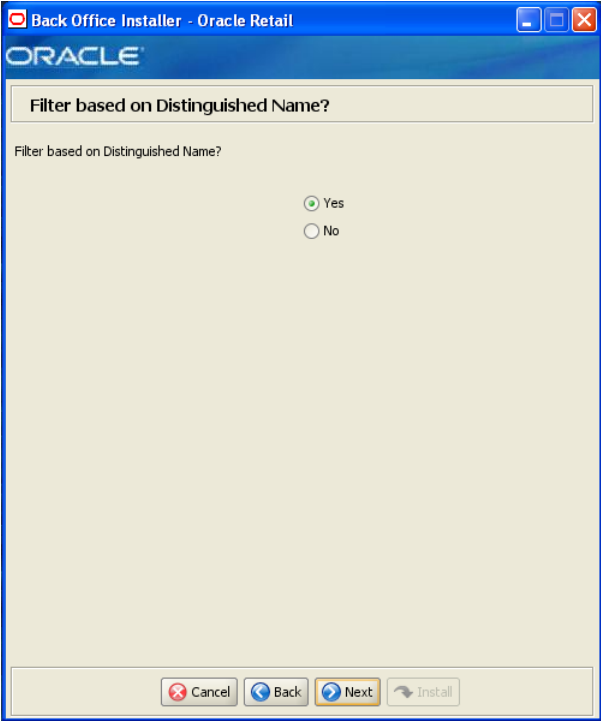 Back Office Installer - Oracle Retail
ORACLE
Filter based on Distinguished Name?
Filter based on Distinguished Name?
Yes
No
Cancel Back Next Install